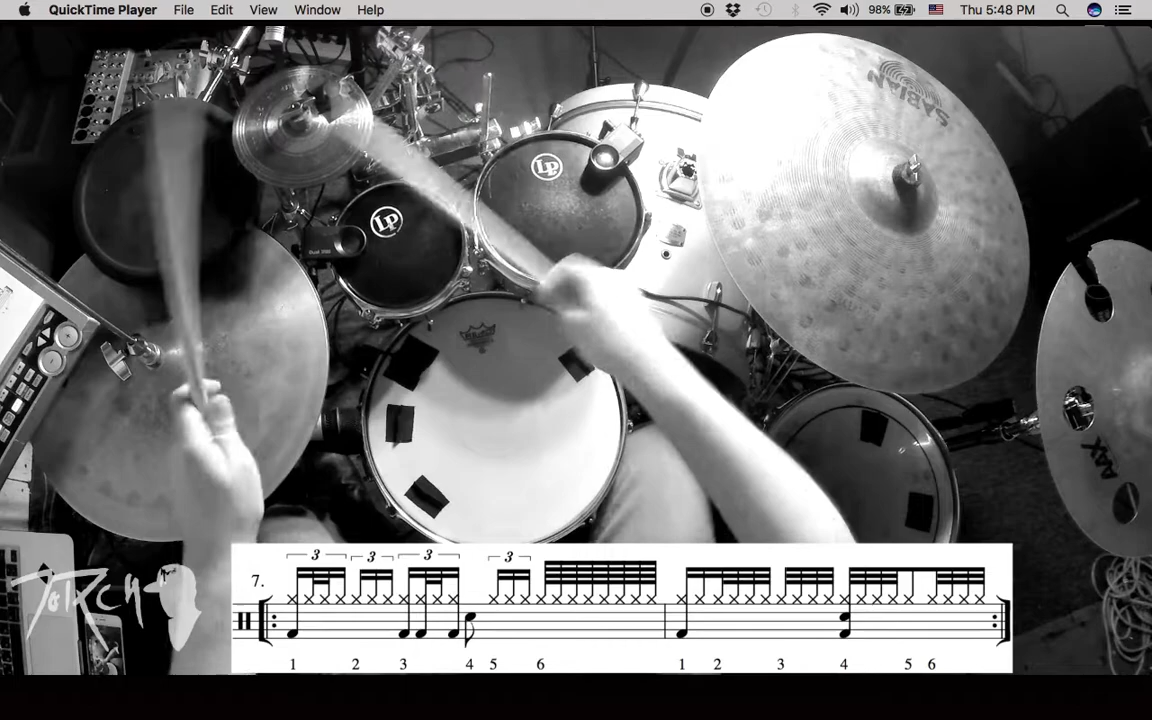 QuickTime Player File Edit View Window Help 98% Thu 5:48 PM
SABIAN
LP
LP
REMO
AAX
3 3 3 3
7.
1 2 3 4 5 6 1 2 3 4 5 6